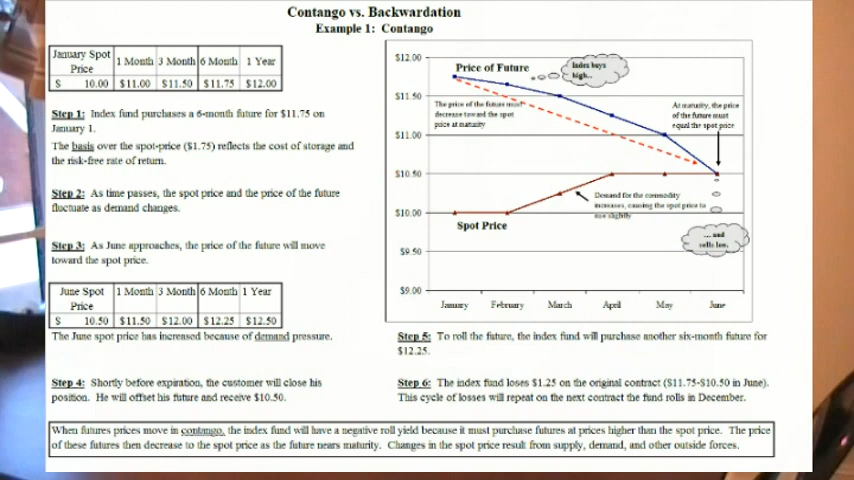 Contango vs. Backwardation
Example 1: Contango
January Spot Price 1 Month 3 Month 6 Month 1 Year
$ 10.00 $11.00 $11.50 $11.75 $12.00
Step 1: Index fund purchases a 6-month future for $11.75 on
January 1.
The basis over the spot-price ($1.75) reflects the cost of storage and
the risk-free rate of return.
Step 2: As time passes, the spot price and the price of the future
fluctuate as demand changes.
Step 3: As June approaches, the price of the future will move
toward the spot price.
June Spot Price 1 Month 3 Month 6 Month 1 Year
$ 10.50 $11.50 $12.00 $12.25 $12.50
The June spot price has increased because of demand pressure.
Step 4: Shortly before expiration, the customer will close his
position. He will offset his future and receive $10.50.
$12.00
$11.50
$11.00
$10.50
$10.00
$9.50
$9.00
Price of Future
Index buys
high...
The price of the future must
decrease toward the spot
price at maturity
At maturity, the price
of the future must
equal the spot price
Demand for the commodity
increases, causing the spot price to
rise slightly
Spot Price
... and
sells low.
January February March April May June
Step 5: To roll the future, the index fund will purchase another six-month future for
$12.25.
Step 6: The index fund loses $1.25 on the original contract ($11.75-$10.50 in June).
This cycle of losses will repeat on the next contract the fund rolls in December.
When futures prices move in contango, the index fund will have a negative roll yield because it must purchase futures at prices higher than the spot price. The price
of these futures then decrease to the spot price as the future nears maturity. Changes in the spot price result from supply, demand, and other outside forces.